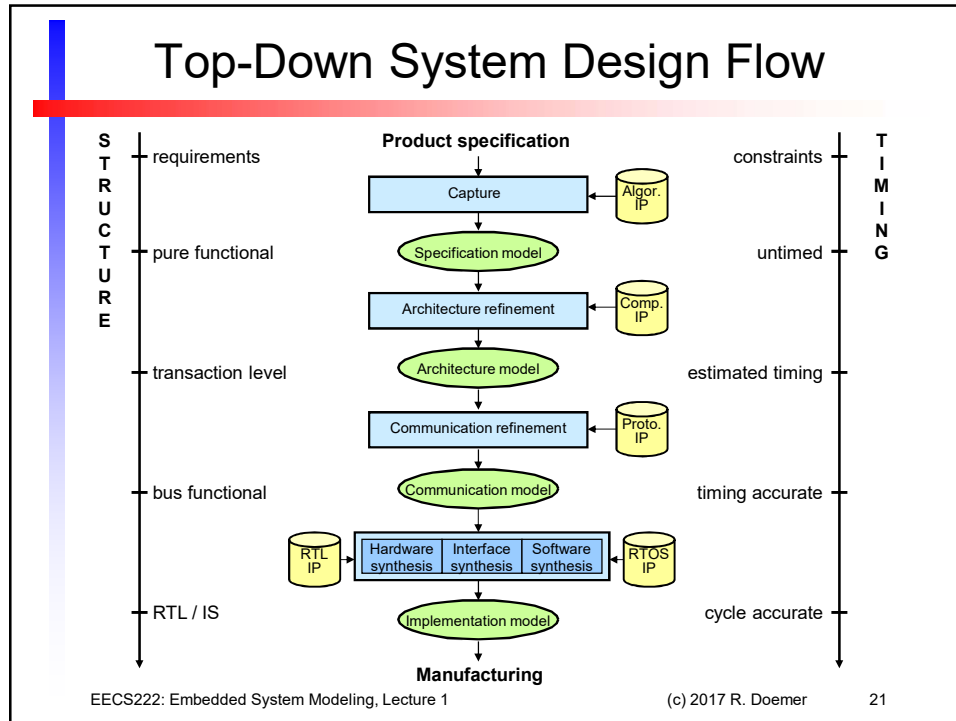 Top-Down System Design Flow
STRUCTURE
TIMING
Product specification
requirements
constraints
Capture
Algor.
IP
pure functional
Specification model
untimed
Architecture refinement
Comp.
IP
transaction level
Architecture model
estimated timing
Communication refinement
Proto.
IP
bus functional
Communication model
timing accurate
RTL
IP
Hardware
synthesis
Interface
synthesis
Software
synthesis
RTOS
IP
RTL / IS
Implementation model
cycle accurate
Manufacturing
EECS222: Embedded System Modeling, Lecture 1
(c) 2017 R. Doemer
21